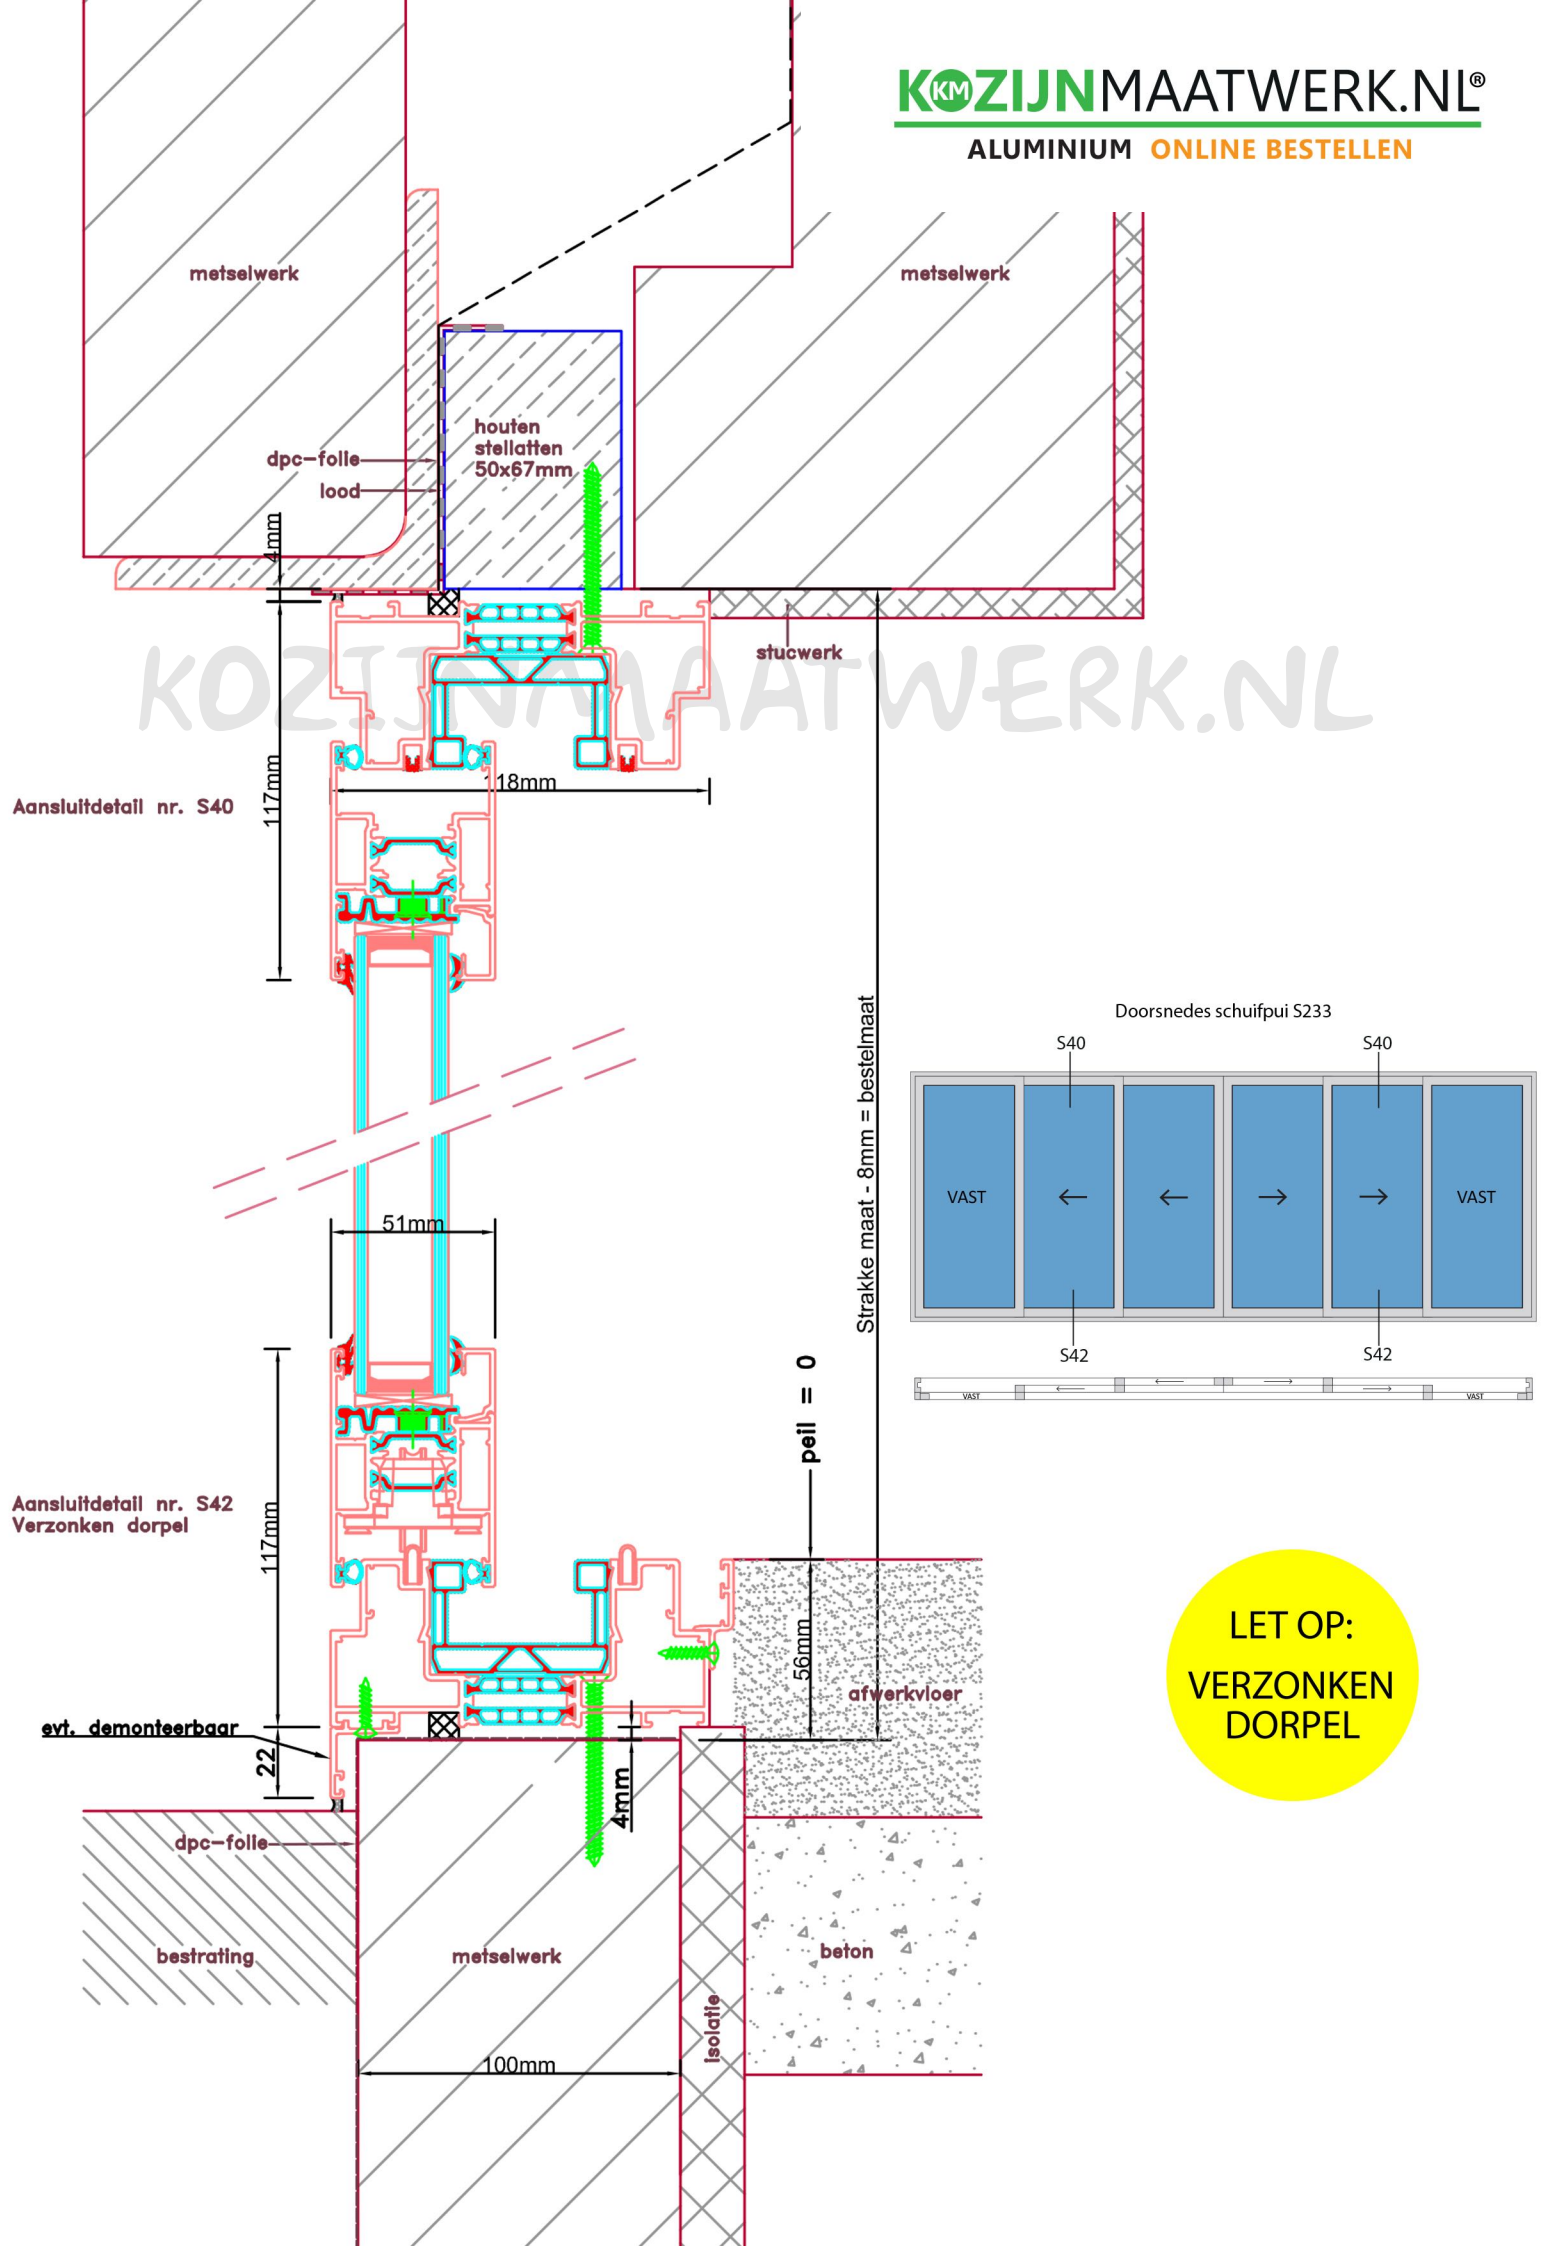 KOZIJNMAATWERK.NL®
KM
ALUMINIUM ONLINE BESTELLEN
metselwerk
metselwerk
houten
stellatten
50x67mm
dpc-folie
lood
4mm
stucwerk
KOZIJNMAATWERK.NL
118mm
117mm
Aansluitdetail nr. S40
Strakke maat - 8mm = bestelmaat
Doorsnedes schuifpui S233
S40
S40
VAST
VAST
S42
S42
VAST
VAST
51mm
peil = 0
Aansluitdetail nr. S42
Verzonken dorpel
117mm
56mm
afwerkvloer
LET OP:
VERZONKEN
DORPEL
evt. demonteerbaar
22
4mm
dpc-folie
bestrating
metselwerk
beton
isolatie
100mm